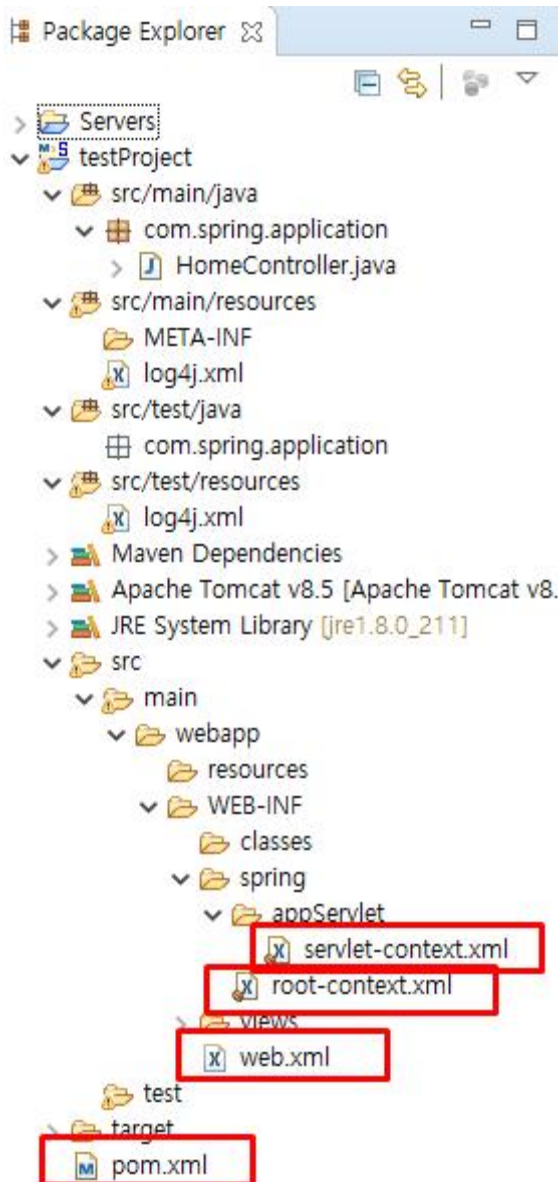 Package Explorer
Servers
testProject
src/main/java
com.spring.application
HomeController.java
src/main/resources
META-INF
log4j.xml
src/test/java
com.spring.application
src/test/resources
log4j.xml
Maven Dependencies
Apache Tomcat v8.5 [Apache Tomcat v8.
JRE System Library [jre1.8.0_211]
src
main
webapp
resources
WEB-INF
classes
spring
appServlet
servlet-context.xml
root-context.xml
views
web.xml
test
target
pom.xml